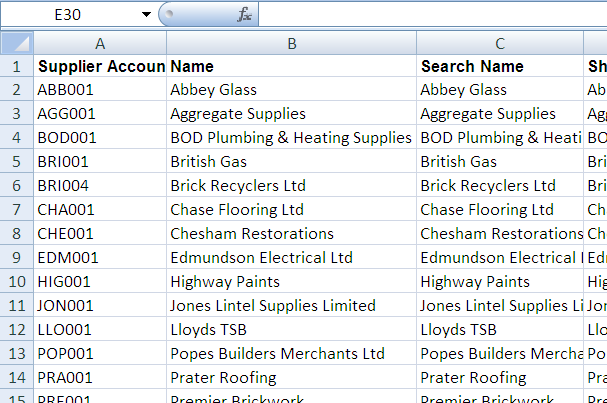 E30 fx
A B C
1 Supplier Accoun Name Search Name Sh
2 ABB001 Abbey Glass Abbey Glass Ab
3 AGG001 Aggregate Supplies Aggregate Supplies Ag
4 BOD001 BOD Plumbing & Heating Supplies BOD Plumbing & Heati BO
5 BRI001 British Gas British Gas Bri
6 BRI004 Brick Recyclers Ltd Brick Recyclers Ltd Bri
7 CHA001 Chase Flooring Ltd Chase Flooring Ltd Ch
8 CHE001 Chesham Restorations Chesham Restorations Ch
9 EDM001 Edmundson Electrical Ltd Edmundson Electrical Ed
10 HIG001 Highway Paints Highway Paints Hig
11 JON001 Jones Lintel Supplies Limited Jones Lintel Supplies Li Jon
12 LLO001 Lloyds TSB Lloyds TSB Llo
13 POP001 Popes Builders Merchants Ltd Popes Builders Mercha Po
14 PRA001 Prater Roofing Prater Roofing Pra
15 PRE001 Premier Brickwork Premier Brickwork Pre